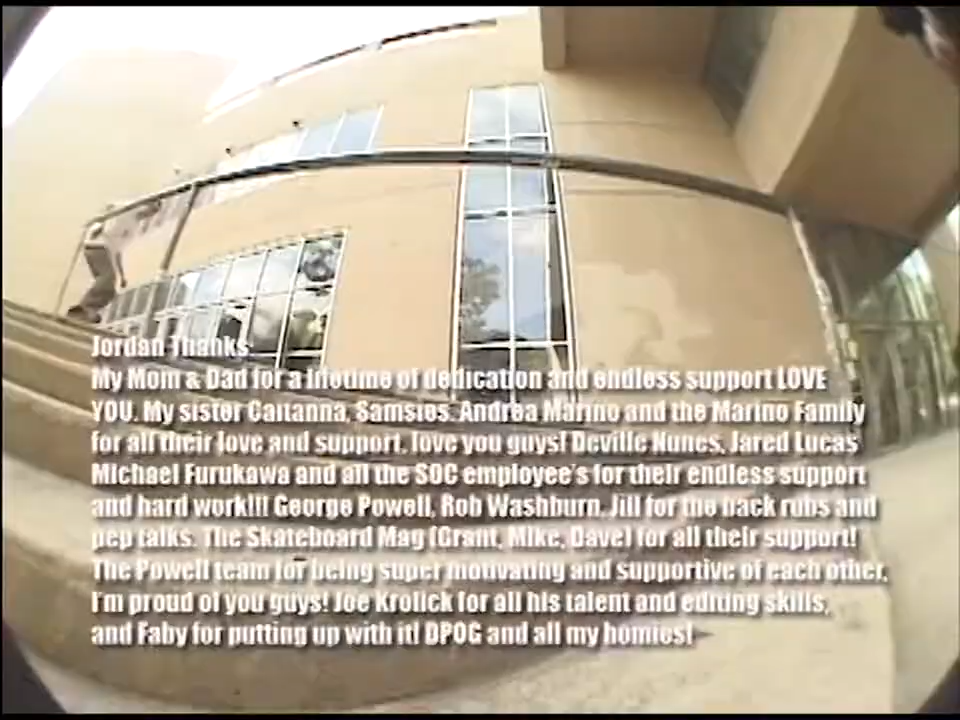 Jordan Thanks:
My Mom & Dad for a lifetime of dedication and endless support LOVE
YOU. My sister Caitanna, Samsies. Andrea Marino and the Marino Family
for all their love and support, love you guys! Deville Nunes, Jared Lucas
Michael Furukawa and all the SOC employee's for their endless support
and hard work!!! George Powell, Rob Washburn. Jill for the back rubs and
pep talks. The Skateboard Mag (Grant, Mike, Dave) for all their support!
The Powell team for being super motivating and supportive of each other,
I'm proud of you guys! Joe Krolick for all his talent and editing skills,
and Faby for putting up with it! DPOG and all my homies!